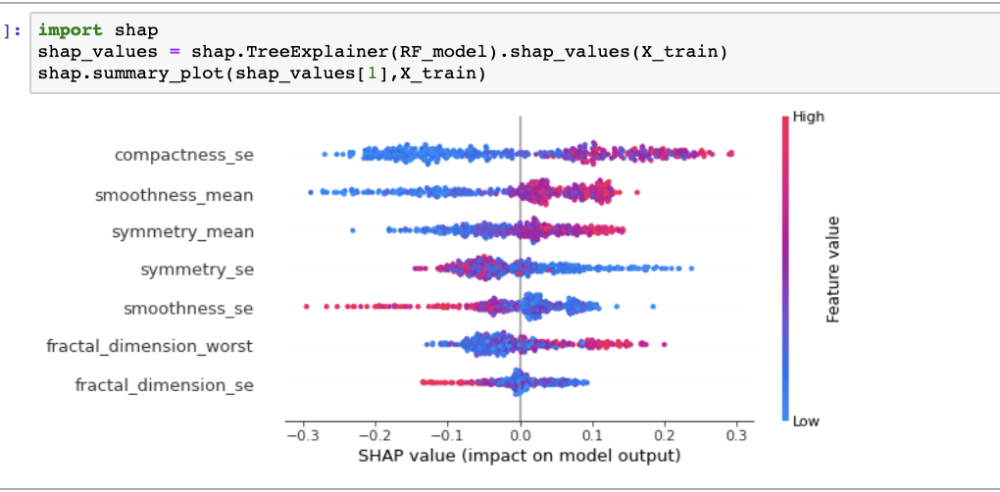 ]: import shap
shap_values = shap.TreeExplainer(RF_model).shap_values(X_train)
shap.summary_plot(shap_values[1],X_train)
High
compactness_se
smoothness_mean
symmetry_mean
symmetry_se
smoothness_se
fractal_dimension_worst
fractal_dimension_se
Feature value
Low
−0.3 −0.2 −0.1 0.0 0.1 0.2 0.3
SHAP value (impact on model output)